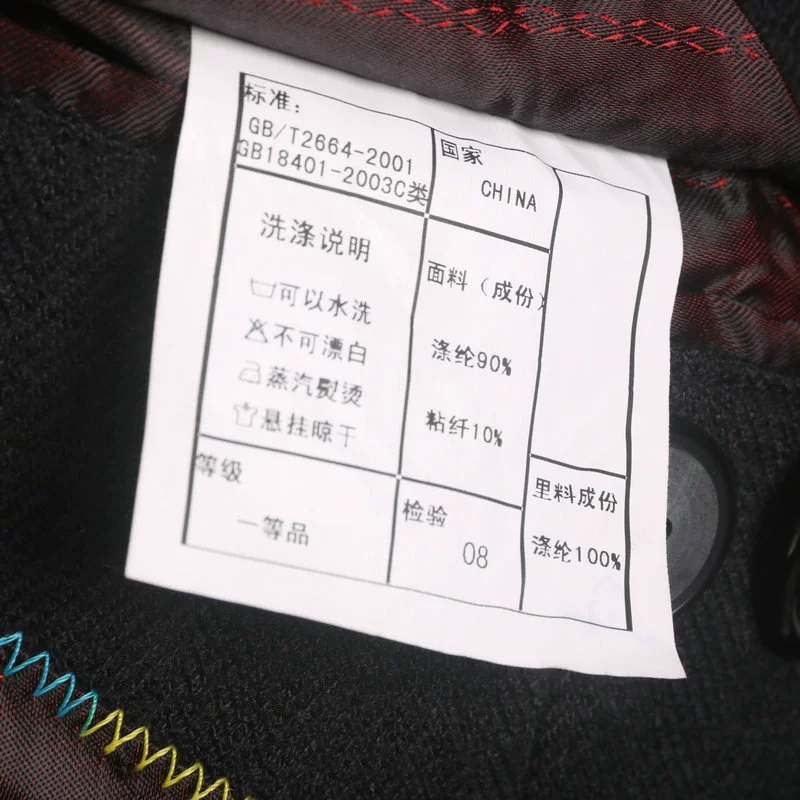 标准：
GB/T2664-2001
GB18401-2003C类
国家
CHINA
洗涤说明
可以水洗
不可漂白
蒸汽熨烫
悬挂晾干
面料（成份）
涤纶90%
粘纤10%
等级
一等品
检验
08
里料成份
涤纶100%